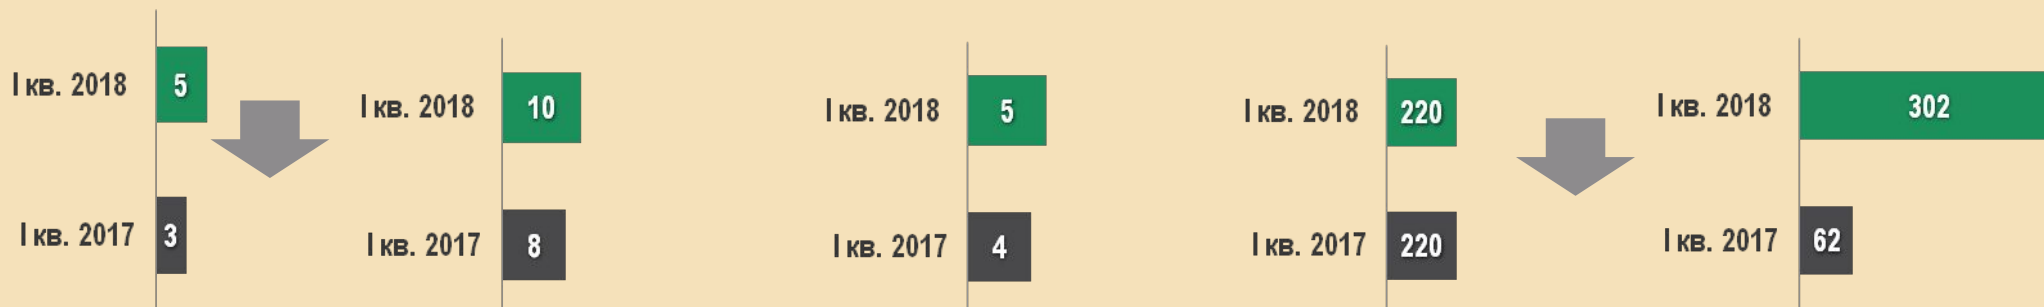 I кв. 2018 5
I кв. 2017 3
I кв. 2018 10
I кв. 2017 8
I кв. 2018 5
I кв. 2017 4
I кв. 2018 220
I кв. 2017 220
I кв. 2018 302
I кв. 2017 62